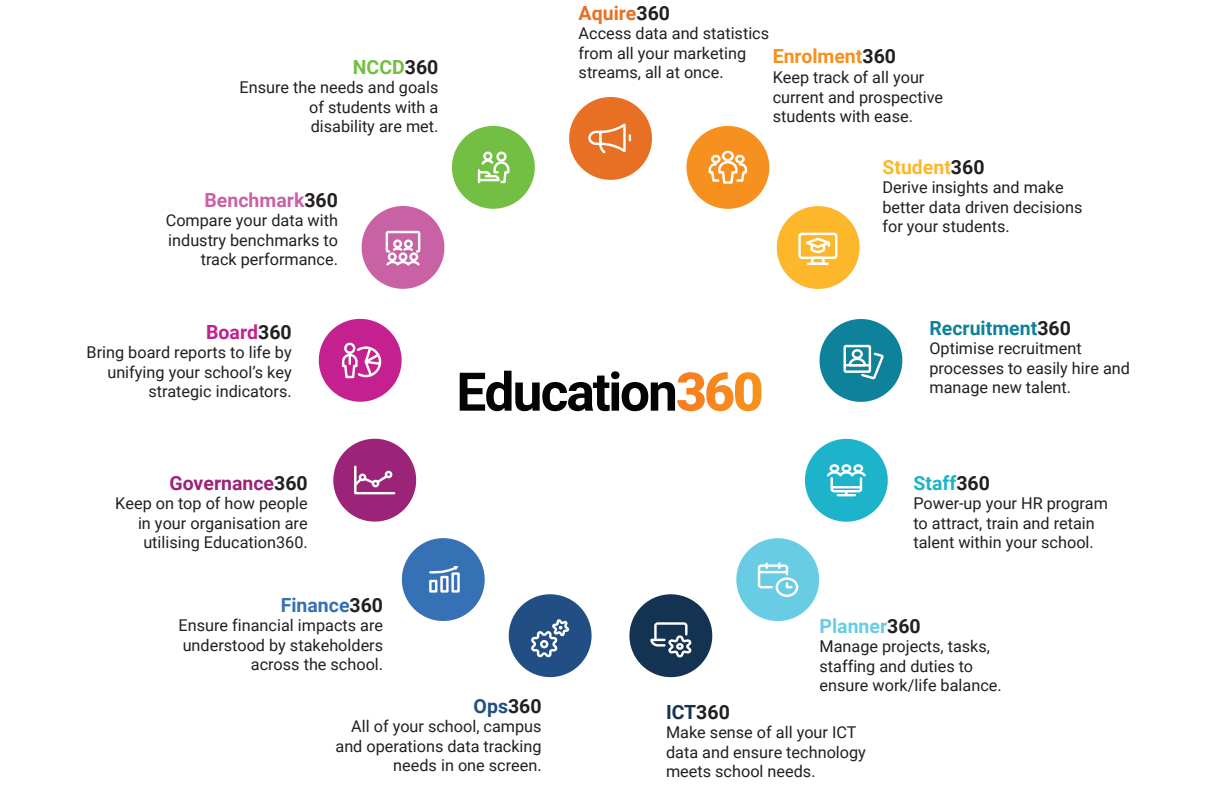 Aquire360
Access data and statistics
from all your marketing
streams, all at once.
Enrolment360
Keep track of all your
current and prospective
students with ease.
Student360
Derive insights and make
better data driven decisions
for your students.
Recruitment360
Optimise recruitment
processes to easily hire and
manage new talent.
Staff360
Power-up your HR program
to attract, train and retain
talent within your school.
Planner360
Manage projects, tasks,
staffing and duties to
ensure work/life balance.
ICT360
Make sense of all your ICT
data and ensure technology
meets school needs.
Ops360
All of your school, campus
and operations data tracking
needs in one screen.
Finance360
Ensure financial impacts are
understood by stakeholders
across the school.
Governance360
Keep on top of how people
in your organisation are
utilising Education360.
Board360
Bring board reports to life by
unifying your school's key
strategic indicators.
Benchmark360
Compare your data with
industry benchmarks to
track performance.
NCCD360
Ensure the needs and goals
of students with a
disability are met.
Education360